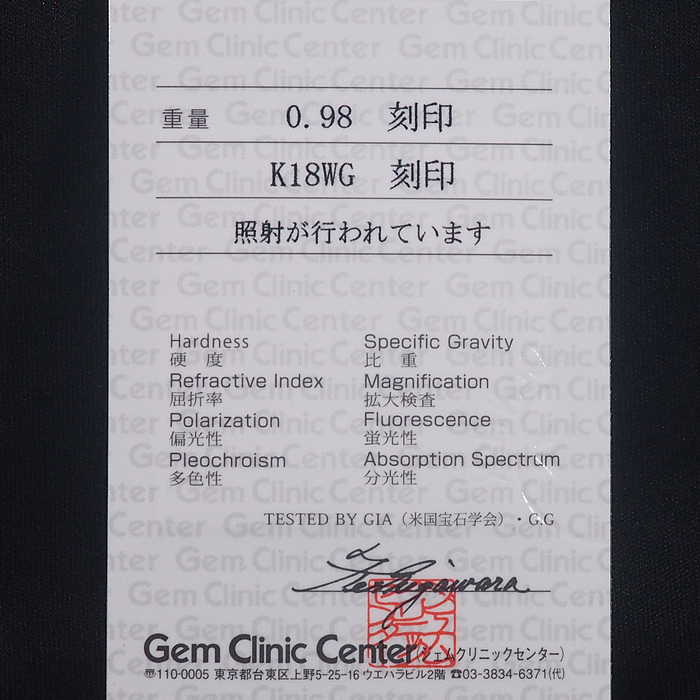 重量 0.98 刻印
K18WG 刻印
照射が行われています
Hardness Specific Gravity
硬 度 比 重
Refractive Index Magnification
屈折率 拡大検査
Polarization Fluorescence
偏光性 蛍光性
Pleochroism Absorption Spectrum
多色性 分光性
TESTED BY GIA（米国宝石学会）・G.G
Gem Clinic Center(ジェムクリニックセンター)
〠110-0005 東京都台東区上野5-25-16 ウエハラビル2階 ☎03-3834-6371(代)